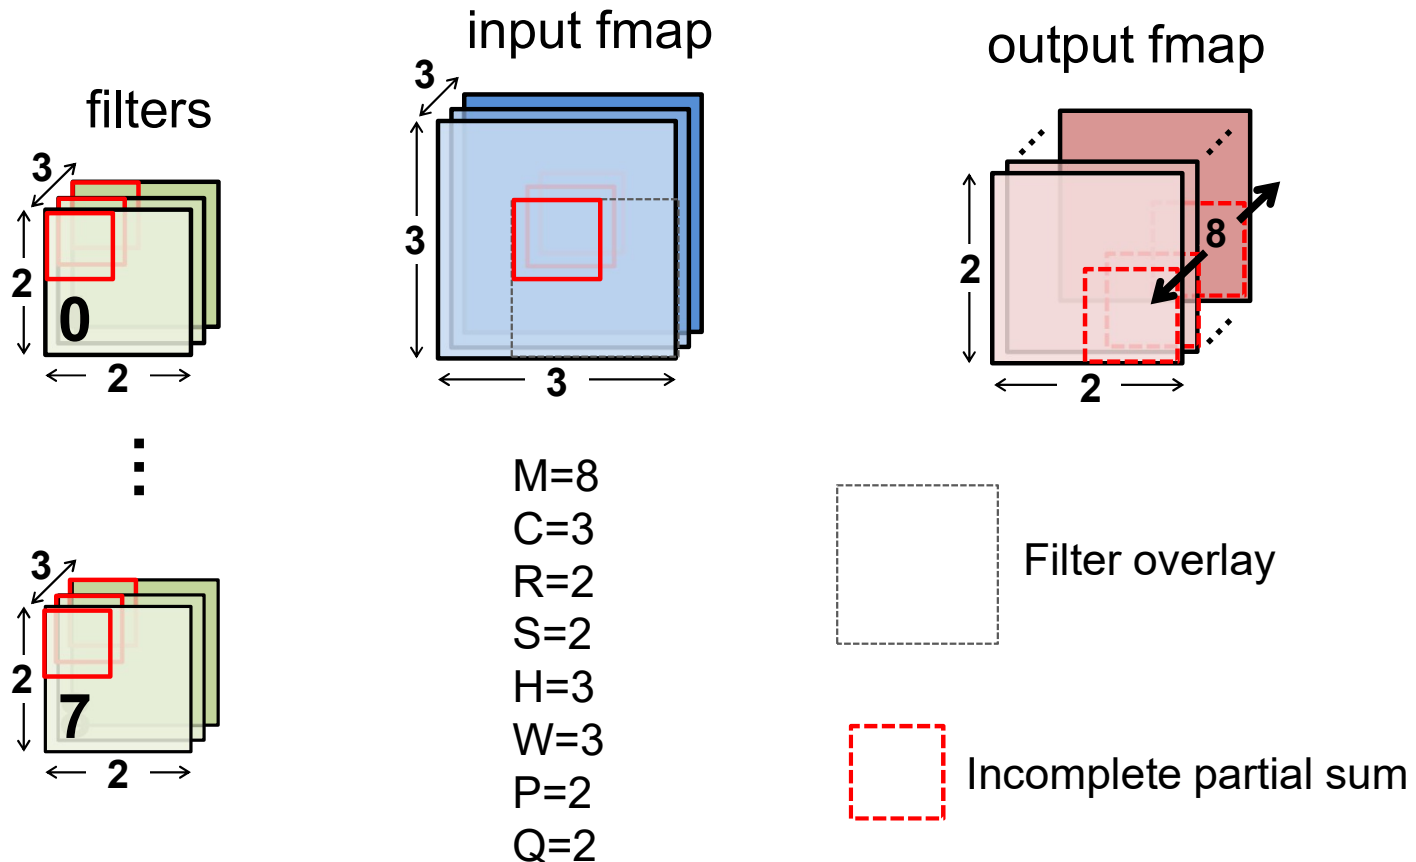 input fmap
output fmap
filters
3
3
2
0
2
3
3
3
8
2
2
⋮
3
2
7
2
M=8
C=3
R=2
S=2
H=3
W=3
P=2
Q=2
Filter overlay
Incomplete partial sum